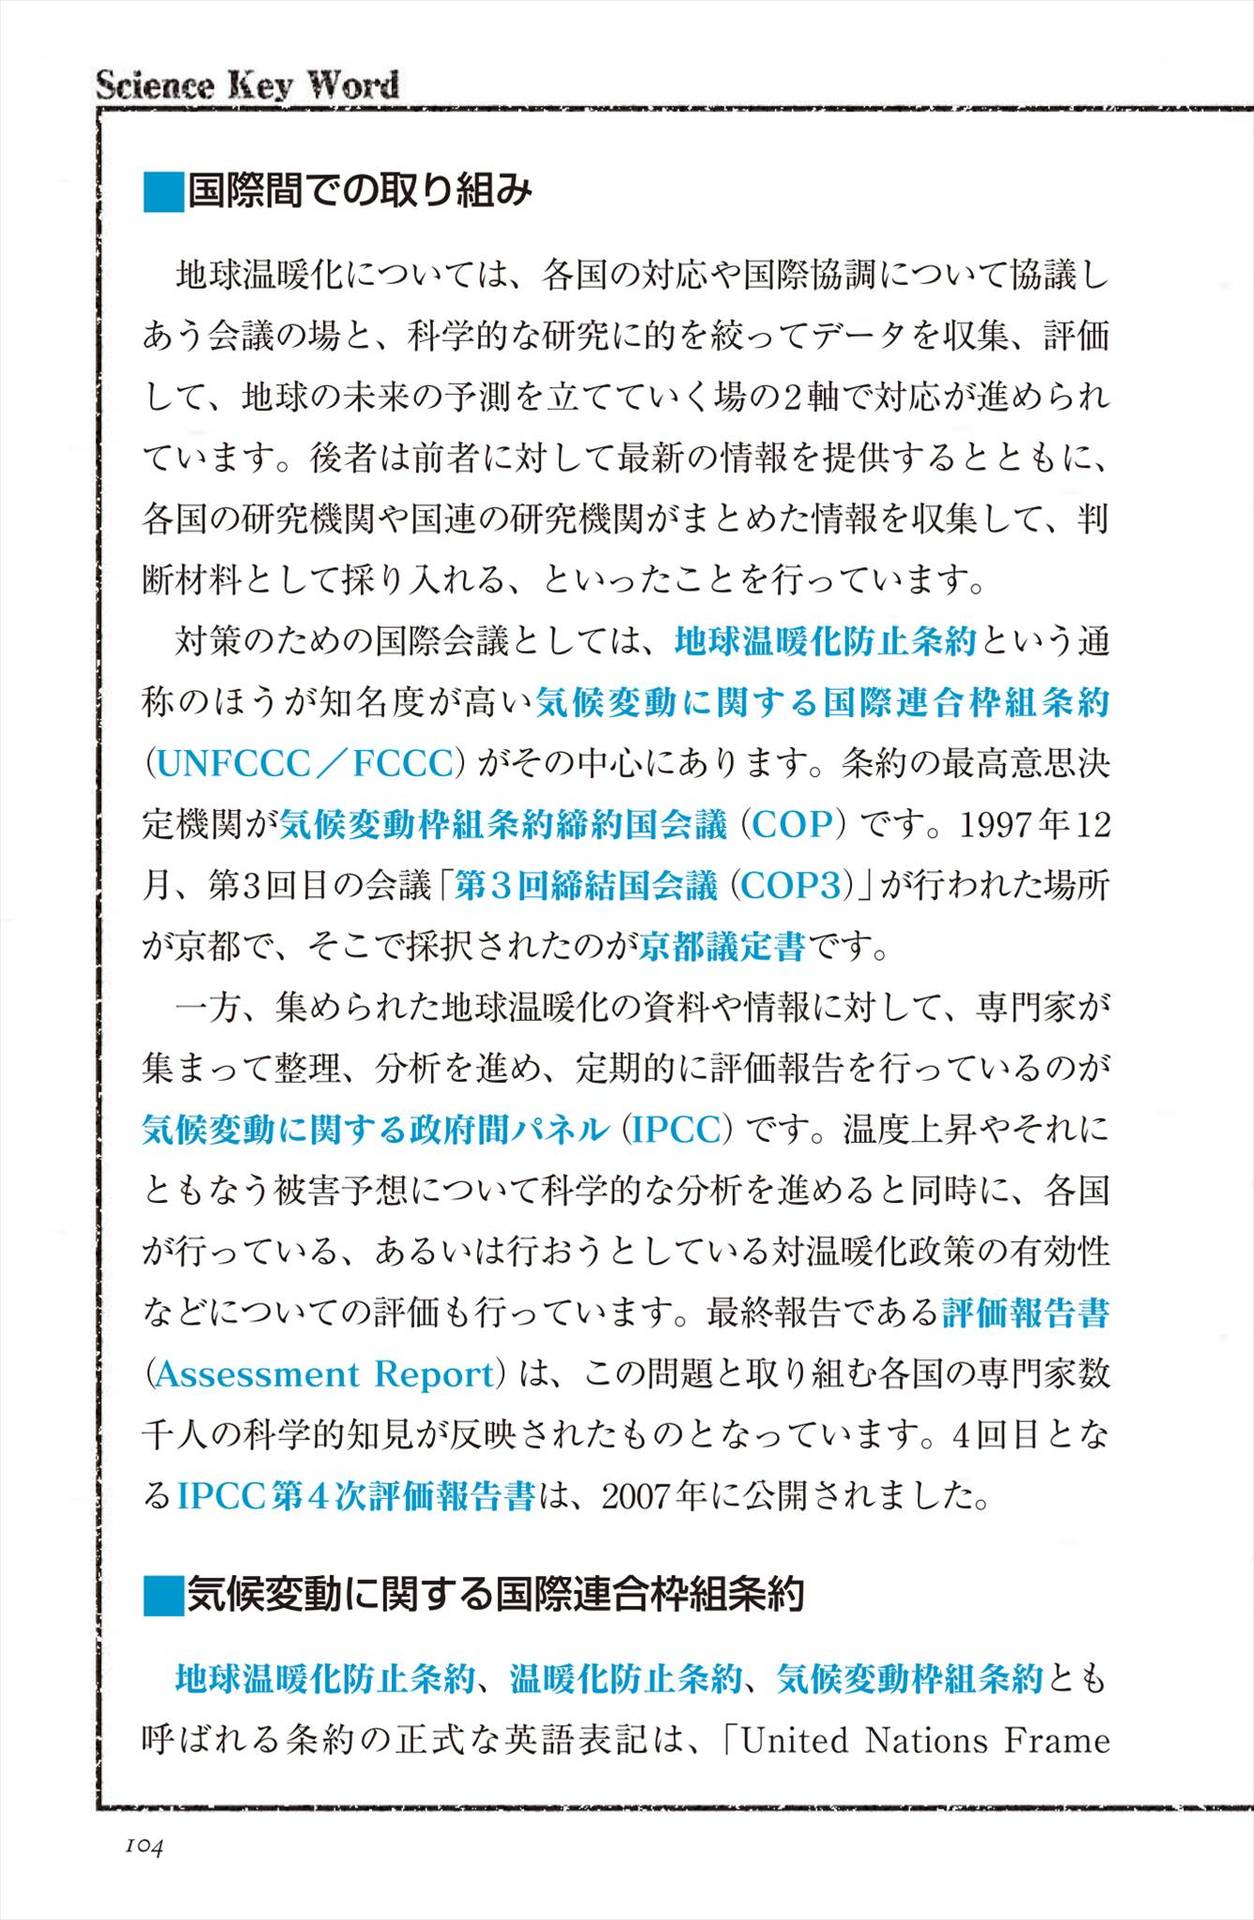 Science Key Word
■国際間での取り組み
地球温暖化については、各国の対応や国際協調について協議し
あう会議の場と、科学的な研究に的を絞ってデータを収集、評価
して、地球の未来の予測を立てていく場の2軸で対応が進められ
ています。後者は前者に対して最新の情報を提供するとともに、
各国の研究機関や国連の研究機関がまとめた情報を収集して、判
断材料として採り入れる、といったことを行っています。
対策のための国際会議としては、地球温暖化防止条約という通
称のほうが知名度が高い気候変動に関する国際連合枠組条約
（UNFCCC／FCCC）がその中心にあります。条約の最高意思決
定機関が気候変動枠組条約締約国会議（COP）です。1997年12
月、第3回目の会議「第3回締結国会議（COP3）」が行われた場所
が京都で、そこで採択されたのが京都議定書です。
一方、集められた地球温暖化の資料や情報に対して、専門家が
集まって整理、分析を進め、定期的に評価報告を行っているのが
気候変動に関する政府間パネル（IPCC）です。温度上昇やそれに
ともなう被害予想について科学的な分析を進めると同時に、各国
が行っている、あるいは行おうとしている対温暖化政策の有効性
などについての評価も行っています。最終報告である評価報告書
（Assessment Report）は、この問題と取り組む各国の専門家数
千人の科学的知見が反映されたものとなっています。4回目とな
るIPCC第4次評価報告書は、2007年に公開されました。
■気候変動に関する国際連合枠組条約
地球温暖化防止条約、温暖化防止条約、気候変動枠組条約とも
呼ばれる条約の正式な英語表記は、「United Nations Frame
104